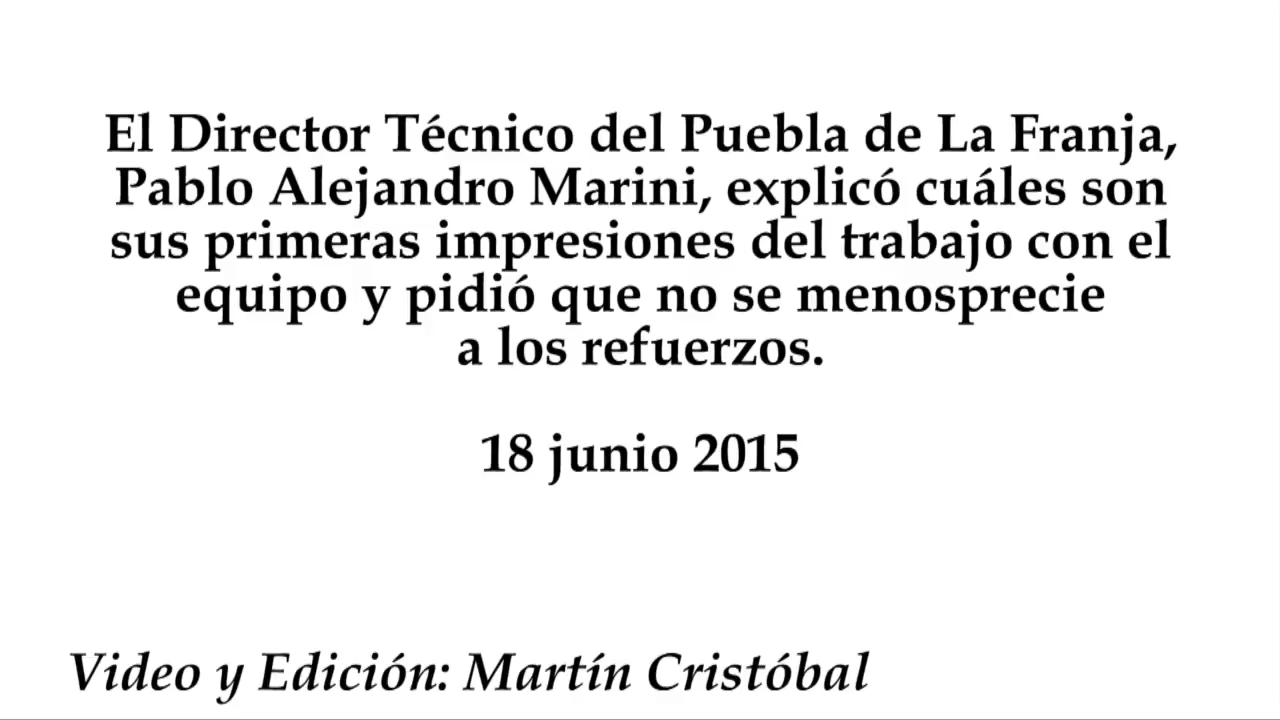 El Director Técnico del Puebla de La Franja,
Pablo Alejandro Marini, explicó cuáles son
sus primeras impresiones del trabajo con el
equipo y pidió que no se menosprecie
a los refuerzos.
18 junio 2015
Video y Edición: Martín Cristóbal